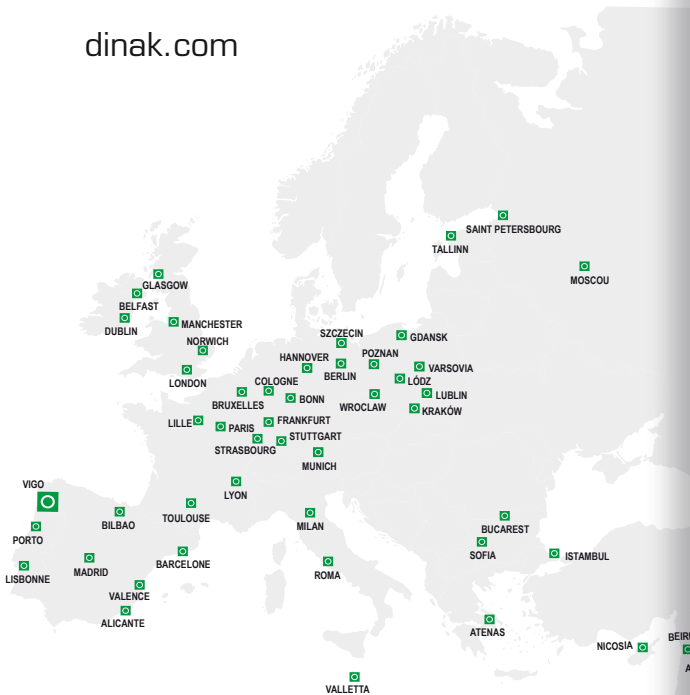 dinak.com
SAINT PETERSBOURG
TALLINN
MOSCOU
GLASGOW
BELFAST
DUBLIN
MANCHESTER
NORWICH
SZCZECIN
GDANSK
HANNOVER
POZNAN
BERLIN
VARSOVIA
LONDON
COLOGNE
LÓDZ
BRUXELLES
BONN
WROCLAW
LUBLIN
KRAKÓW
LILLE
PARIS
FRANKFURT
STRASBOURG
STUTTGART
MUNICH
VIGO
LYON
BILBAO
TOULOUSE
MILAN
BUCAREST
PORTO
SOFIA
ISTAMBUL
LISBONNE
MADRID
BARCELONE
ROMA
VALENCE
ALICANTE
ATENAS
NICOSIA
BEIRU
A
VALLETTA